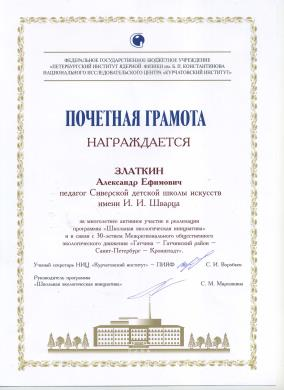 ФЕДЕРАЛЬНОЕ ГОСУДАРСТВЕННОЕ БЮДЖЕТНОЕ УЧРЕЖДЕНИЕ
«ПЕТЕРБУРГСКИЙ ИНСТИТУТ ЯДЕРНОЙ ФИЗИКИ им. Б. П. КОНСТАНТИНОВА
НАЦИОНАЛЬНОГО ИССЛЕДОВАТЕЛЬСКОГО ЦЕНТРА «КУРЧАТОВСКИЙ ИНСТИТУТ»
ПОЧЕТНАЯ ГРАМОТА
НАГРАЖДАЕТСЯ
ЗЛАТКИН
Александр Ефимович
педагог Сиверской детской школы искусств
имени И. И. Шварца
за многолетнее активное участие в реализации
программы «Школьная экологическая инициатива»
и в связи с 30-летием Межрегионального общественного
экологического движения «Гатчина – Гатчинский район –
Санкт-Петербург – Кронштадт».
Ученый секретарь НИЦ «Курчатовский институт» – ПИЯФ С. И. Воробьев
Руководитель программы
«Школьная экологическая инициатива» С. М.